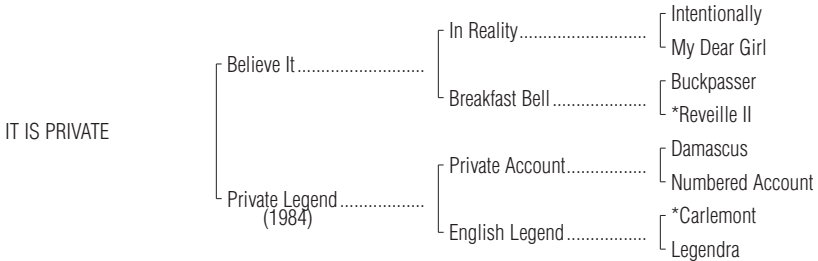 Intentionally
In Reality..........................
My Dear Girl
Believe It...........................
Buckpasser
Breakfast Bell....................
*Reveille II
IT IS PRIVATE
Damascus
Private Account.................
Numbered Account
Private Legend..................
(1984)
*Carlemont
English Legend.................
Legendra